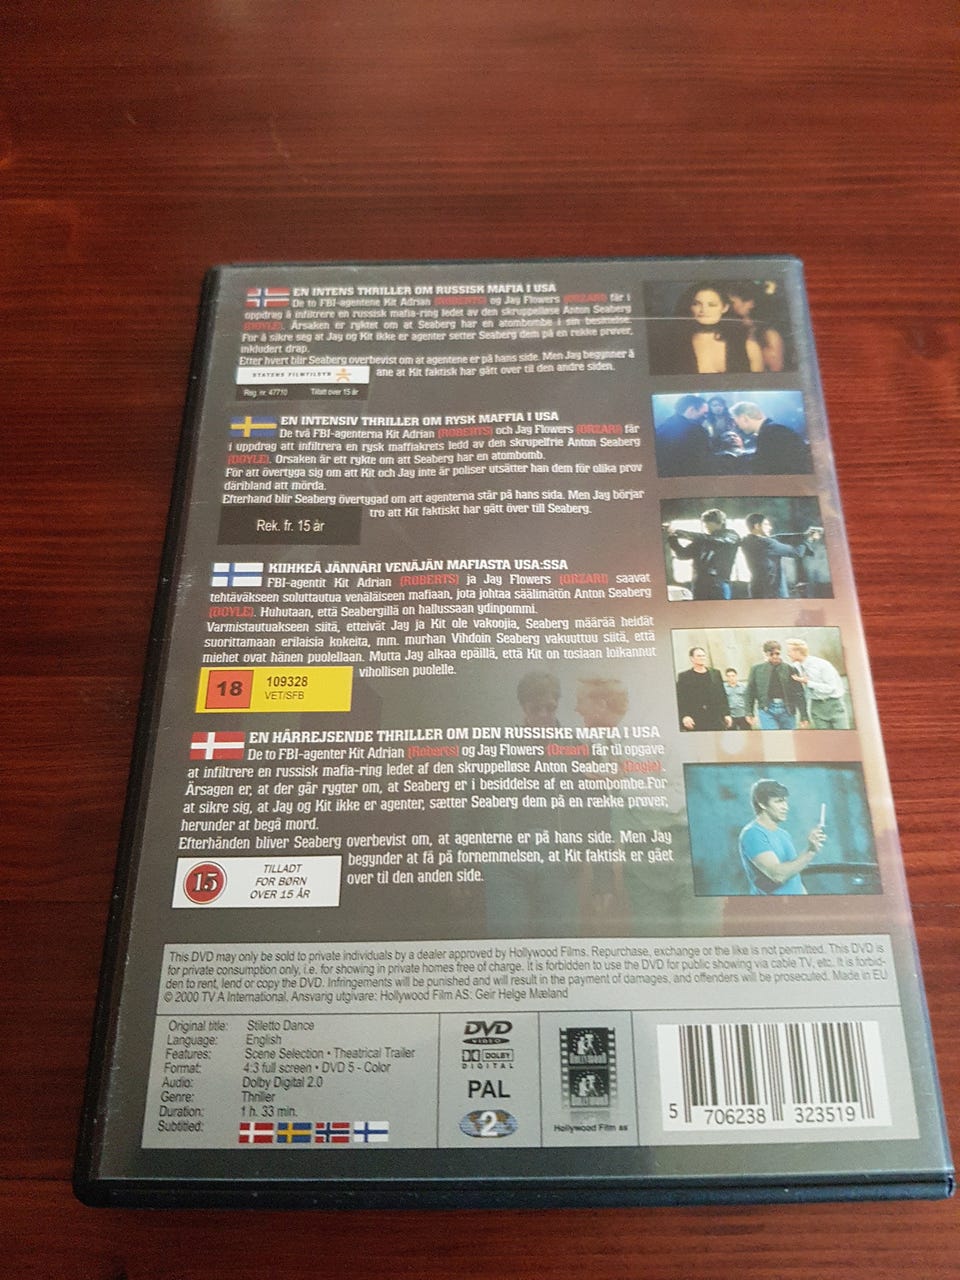 EN INTENS THRILLER OM RUSSISK MAFIA I USA
De to FBI-agentene Kit Adrian (ROBERTS) og Jay Flowers (ORZARI) får i
oppdrag å infiltrere en russisk mafia-ring ledet av den skruppelløse Anton Seaberg
(DOYLE). Årsaken er ryktet om at Seaberg har en atombombe i sin besittelse.
For å sikre seg at Jay og Kit ikke er agenter setter Seaberg dem på en rekke prøver,
inkludert drap.
Etter hvert blir Seaberg overbevist om at agentene er på hans side. Men Jay begynner å
ane at Kit faktisk har gått over til den andre siden.
STATENS FILMTILSYN
Reg. nr. 47710 Tillatt over 15 år
EN INTENSIV THRILLER OM RYSK MAFFIA I USA
De två FBI-agenterna Kit Adrian (ROBERTS) och Jay Flowers (ORZARI) får
i uppdrag att infiltrera en rysk maffiakrets ledd av den skrupelfrie Anton Seaberg
(DOYLE). Orsaken är ett rykte om att Seaberg har en atombomb.
För att övertyga sig om att Kit och Jay inte är poliser utsätter han dem för olika prov
däribland att mörda.
Efterhand blir Seaberg övertygad om att agenterna står på hans sida. Men Jay börjar
tro att Kit faktiskt har gått över till Seaberg.
Rek. fr. 15 år
KIIHKEÄ JÄNNÄRI VENÄJÄN MAFIASTA USA:SSA
FBI-agentit Kit Adrian (ROBERTS) ja Jay Flowers (ORZARI) saavat
tehtäväkseen soluttautua venäläiseen mafiaan, jota johtaa säälimätön Anton Seaberg
(DOYLE). Huhutaan, että Seabergillä on hallussaan ydinpommi.
Varmistautuakseen siitä, etteivät Jay ja Kit ole vakoojia, Seaberg määrää heidät
suorittamaan erilaisia kokeita, mm. murhan Vihdoin Seaberg vakuuttuu siitä, että
miehet ovat hänen puolellaan. Mutta Jay alkaa epäillä, että Kit on tosiaan loikannut
vihollisen puolelle.
18 109328
VET/SFB
EN HÅRREJSENDE THRILLER OM DEN RUSSISKE MAFIA I USA
De to FBI-agenter Kit Adrian (Roberts) og Jay Flowers (Orzari) får til opgave
at infiltrere en russisk mafia-ring ledet af den skruppelløse Anton Seaberg (Doyle).
Årsagen er, at der går rygter om, at Seaberg er i besiddelse af en atombombe.For
at sikre sig, at Jay og Kit ikke er agenter, sætter Seaberg dem på en række prøver,
herunder at begå mord.
Efterhånden bliver Seaberg overbevist om, at agenterne er på hans side. Men Jay
begynder at få på fornemmelsen, at Kit faktisk er gået
over til den anden side.
15 TILLADT
FOR BØRN
OVER 15 ÅR
This DVD may only be sold to private individuals by a dealer approved by Hollywood Films. Repurchase, exchange or the like is not permitted. This DVD is
for private consumption only, i.e. for showing in private homes free of charge. It is forbidden to use the DVD for public showing via cable TV, etc. It is forbid-
den to rent, lend or copy the DVD. Infringements will be punished and will result in the payment of damages, and offenders will be prosecuted. Made in EU
© 2000 TV A International. Ansvarig utgivare: Hollywood Film AS: Geir Helge Mæland
Original title: Stiletto Dance
Language: English
Features: Scene Selection • Theatrical Trailer
Format: 4:3 full screen • DVD 5 - Color
Audio: Dolby Digital 2.0
Genre: Thriller
Duration: 1 h. 33 min.
Subtitled:
DVD
VIDEO
DOLBY
DIGITAL
PAL
2
HOLLYWOOD
Hollywood Film as
5 706238 323519